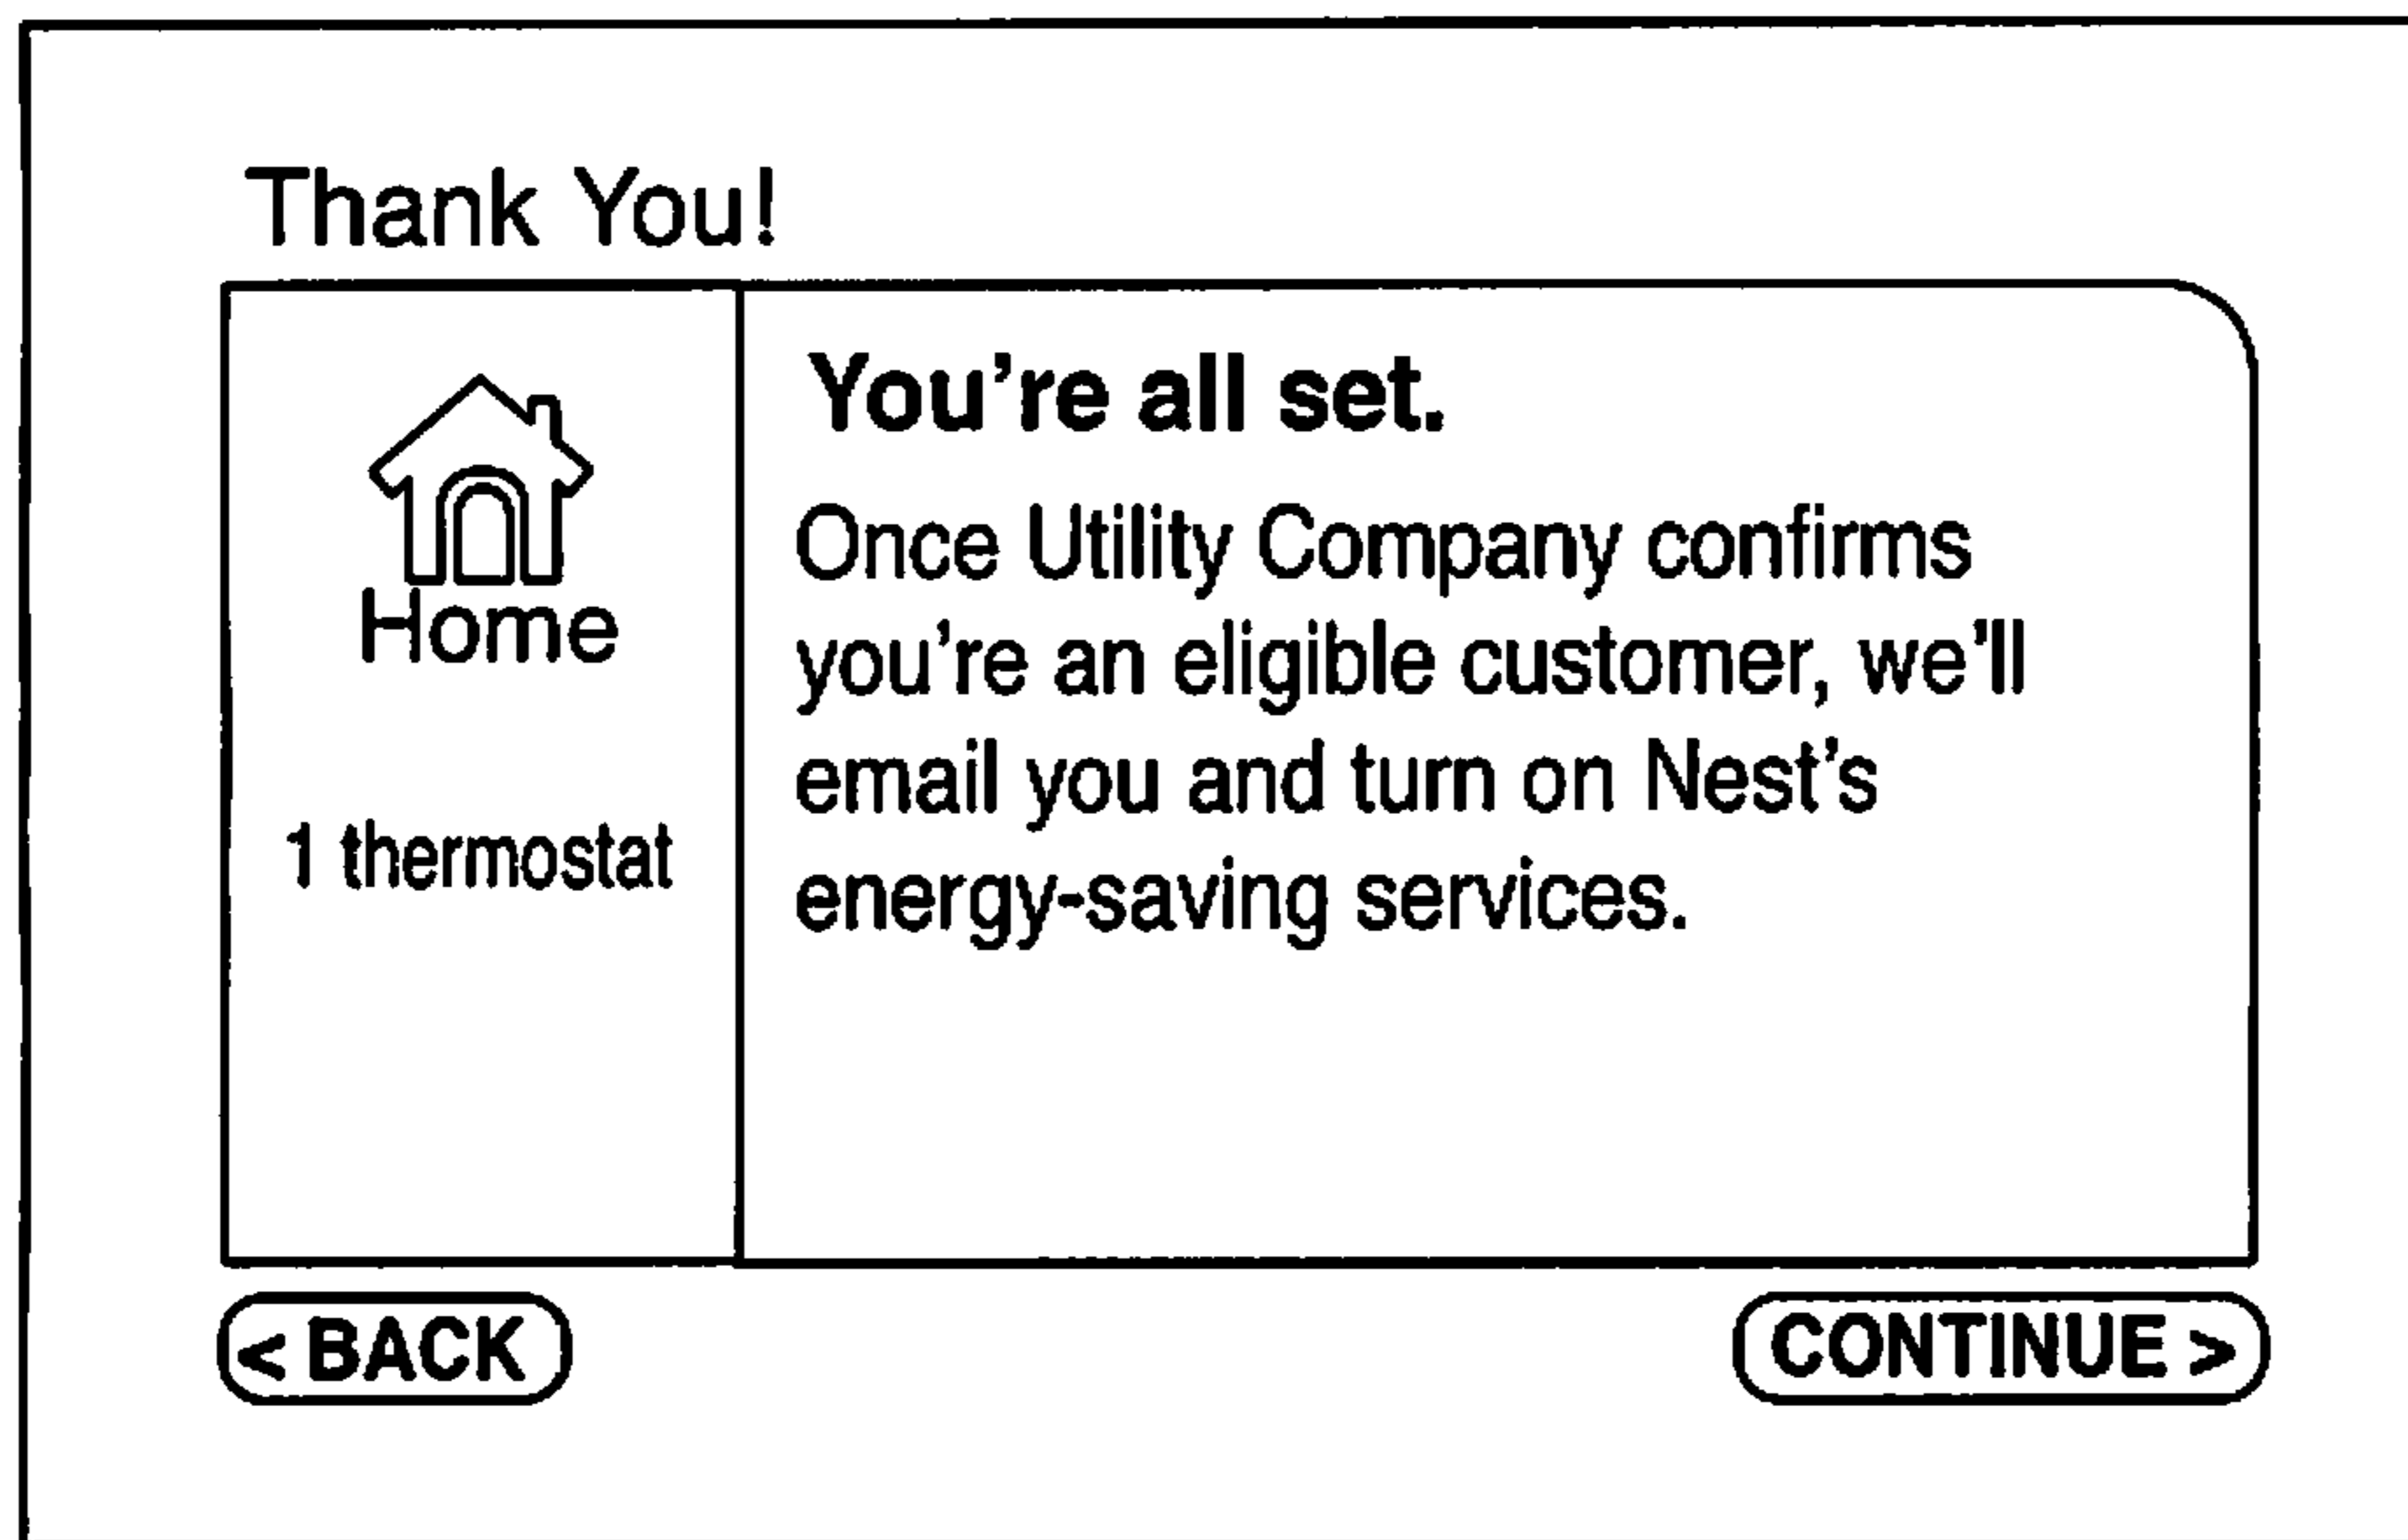 Thank You!
Home
1 thermostat
You're all set.
Once Utility Company confirms
you're an eligible customer, we'll
email you and turn on Nest's
energy-saving services.
< BACK
CONTINUE >